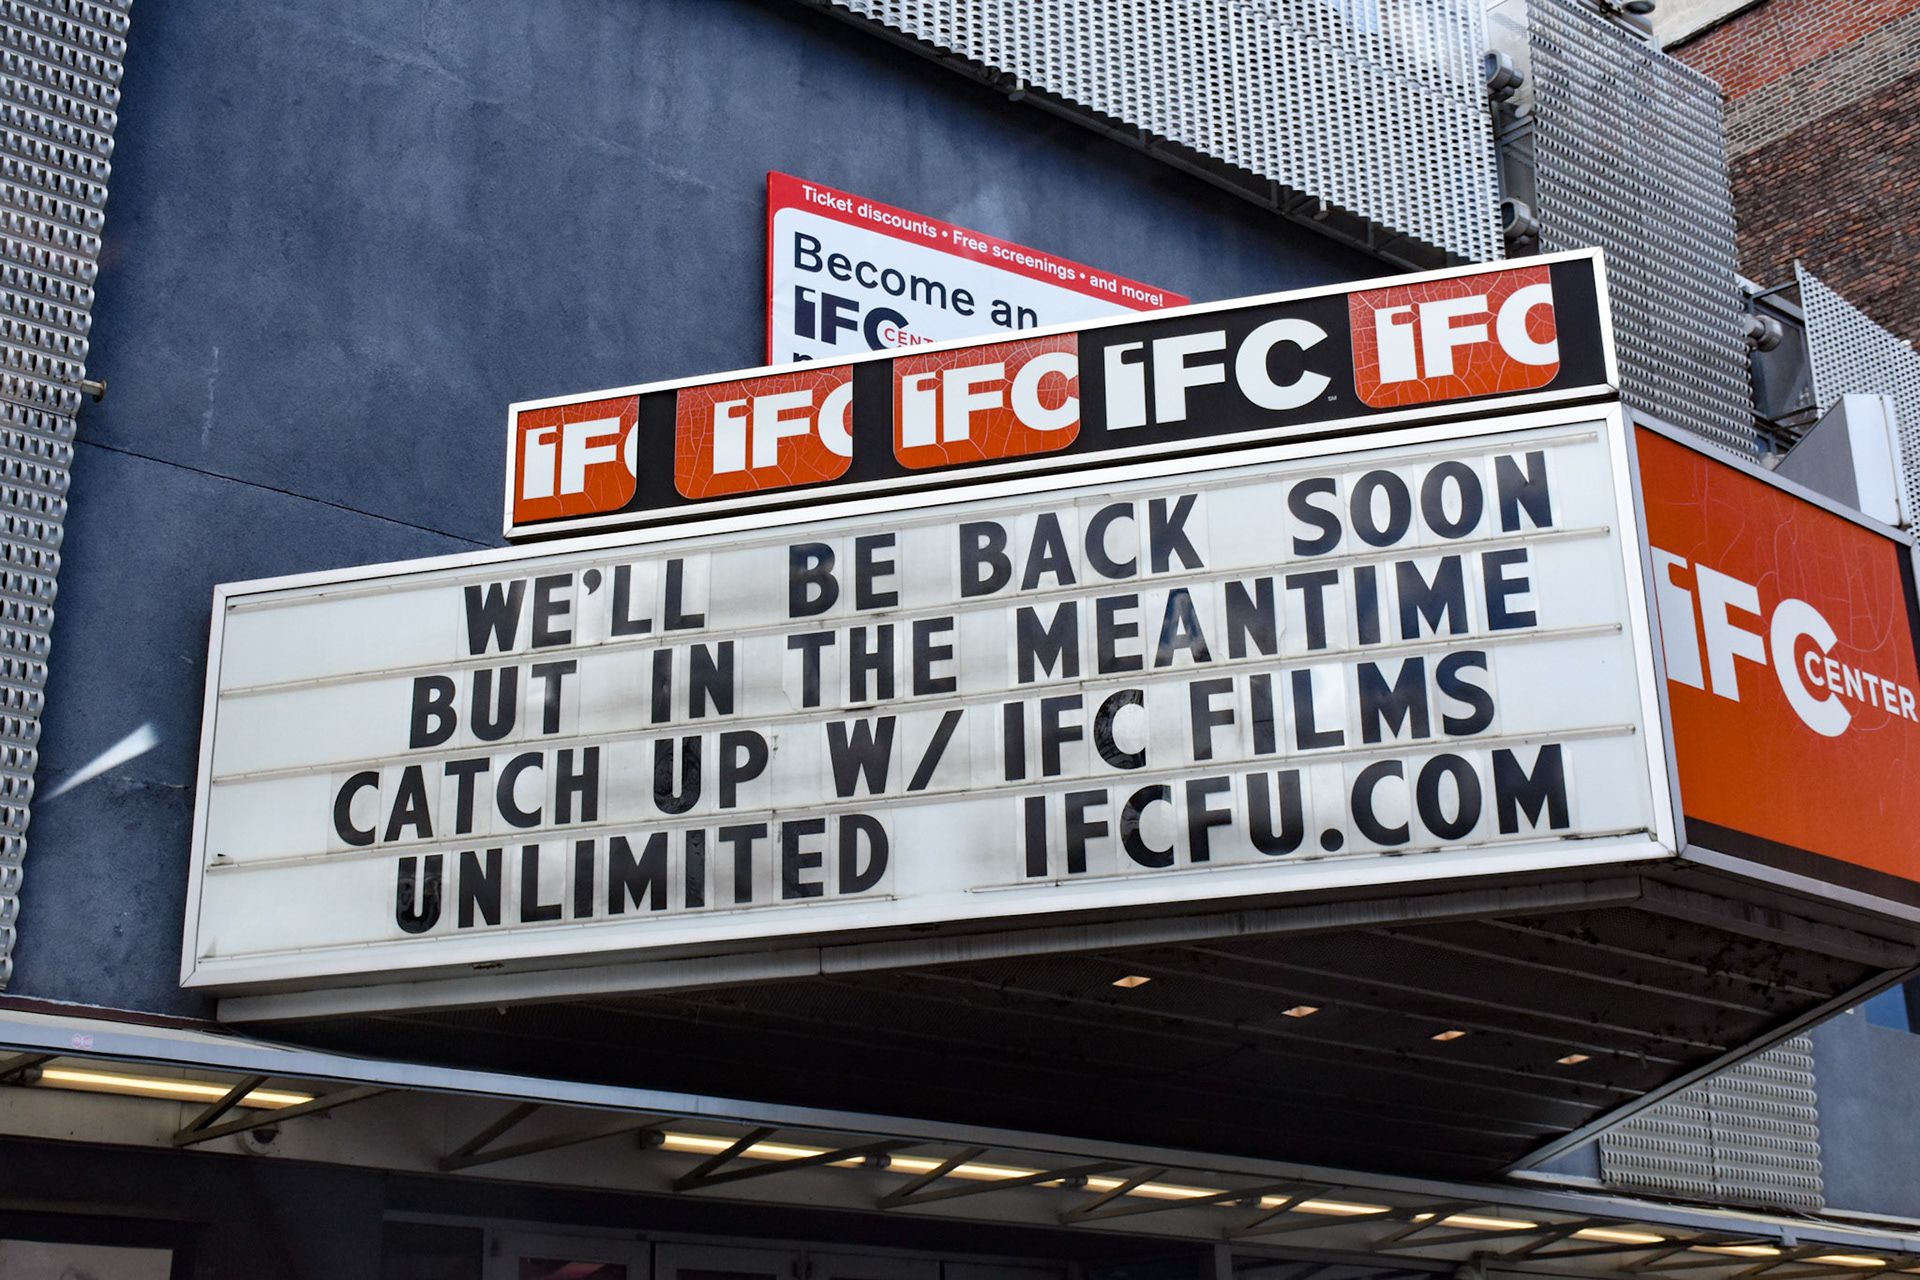 Ticket discounts • Free screenings • and more!
Become an
iFC
iF
iFC
iFC
iFC
iFC
WE'LL BE BACK SOON
BUT IN THE MEANTIME
CATCH UP W/ IFC FILMS
UNLIMITED IFCFU.COM
iFC CENTER